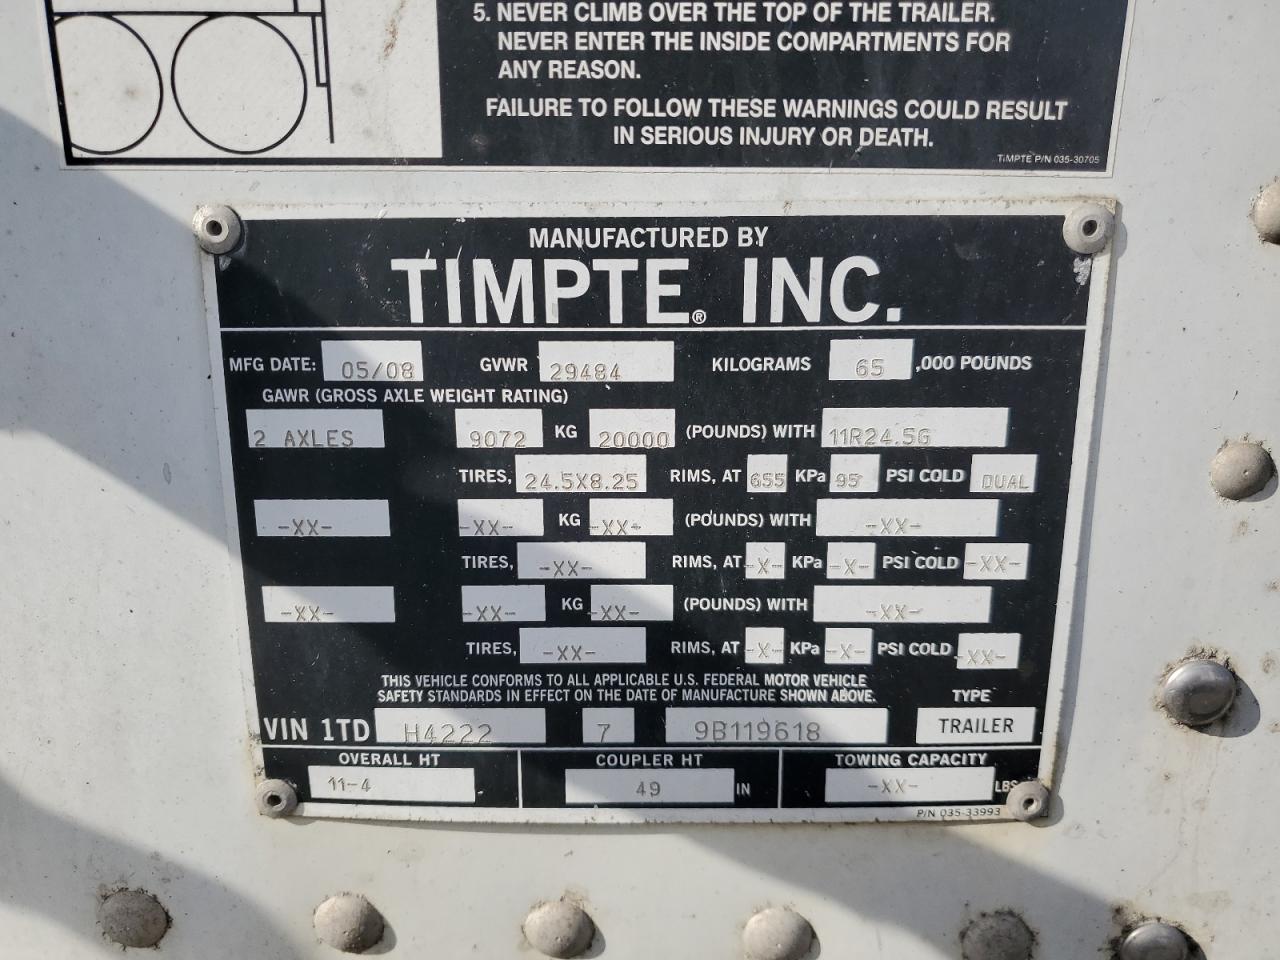 5. NEVER CLIMB OVER THE TOP OF THE TRAILER.
NEVER ENTER THE INSIDE COMPARTMENTS FOR
ANY REASON.
FAILURE TO FOLLOW THESE WARNINGS COULD RESULT
IN SERIOUS INJURY OR DEATH.
TIMPTE P/N 035-30705
MANUFACTURED BY
TIMPTE® INC.
MFG DATE: 05/08 GVWR 29484 KILOGRAMS 65 ,000 POUNDS
GAWR (GROSS AXLE WEIGHT RATING)
2 AXLES 9072 KG 20000 (POUNDS) WITH 11R24.5G
TIRES, 24.5X8.25 RIMS, AT 655 KPa 95 PSI COLD DUAL
-XX- -XX- KG -XX- (POUNDS) WITH -XX-
TIRES, -XX- RIMS, AT -X- KPa -X- PSI COLD -XX-
-XX- -XX- KG -XX- (POUNDS) WITH -XX-
TIRES, -XX- RIMS, AT -X- KPa -X- PSI COLD -XX-
THIS VEHICLE CONFORMS TO ALL APPLICABLE U.S. FEDERAL MOTOR VEHICLE
SAFETY STANDARDS IN EFFECT ON THE DATE OF MANUFACTURE SHOWN ABOVE.
TYPE
VIN 1TD H4222 7 9B119618 TRAILER
OVERALL HT COUPLER HT TOWING CAPACITY
11-4 49 IN -XX- LBS
P/N 035-33993